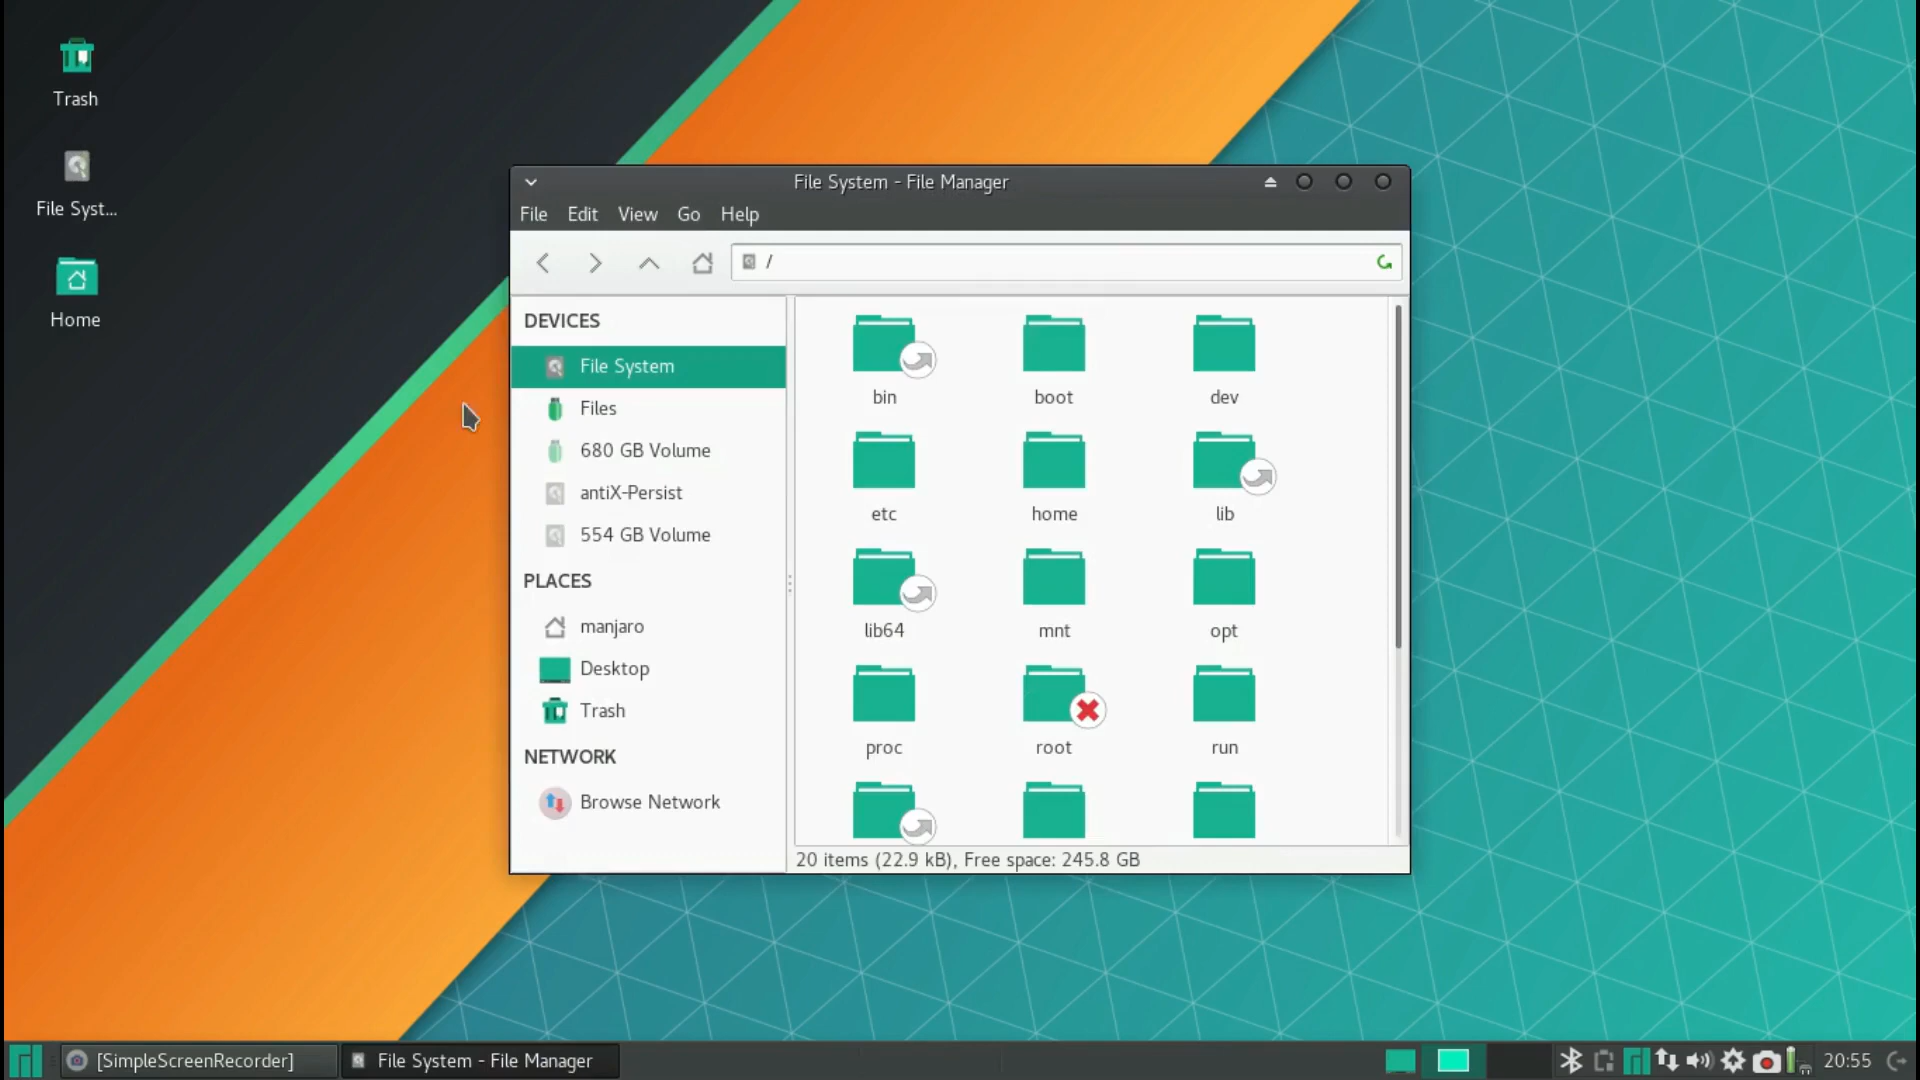 Trash
File Syst...
Home
File System - File Manager
File Edit View Go Help
/
DEVICES
File System
Files
680 GB Volume
antiX-Persist
554 GB Volume
PLACES
manjaro
Desktop
Trash
NETWORK
Browse Network
bin boot dev
etc home lib
lib64 mnt opt
proc root run
20 items (22.9 kB), Free space: 245.8 GB
[SimpleScreenRecorder] File System - File Manager 20:55